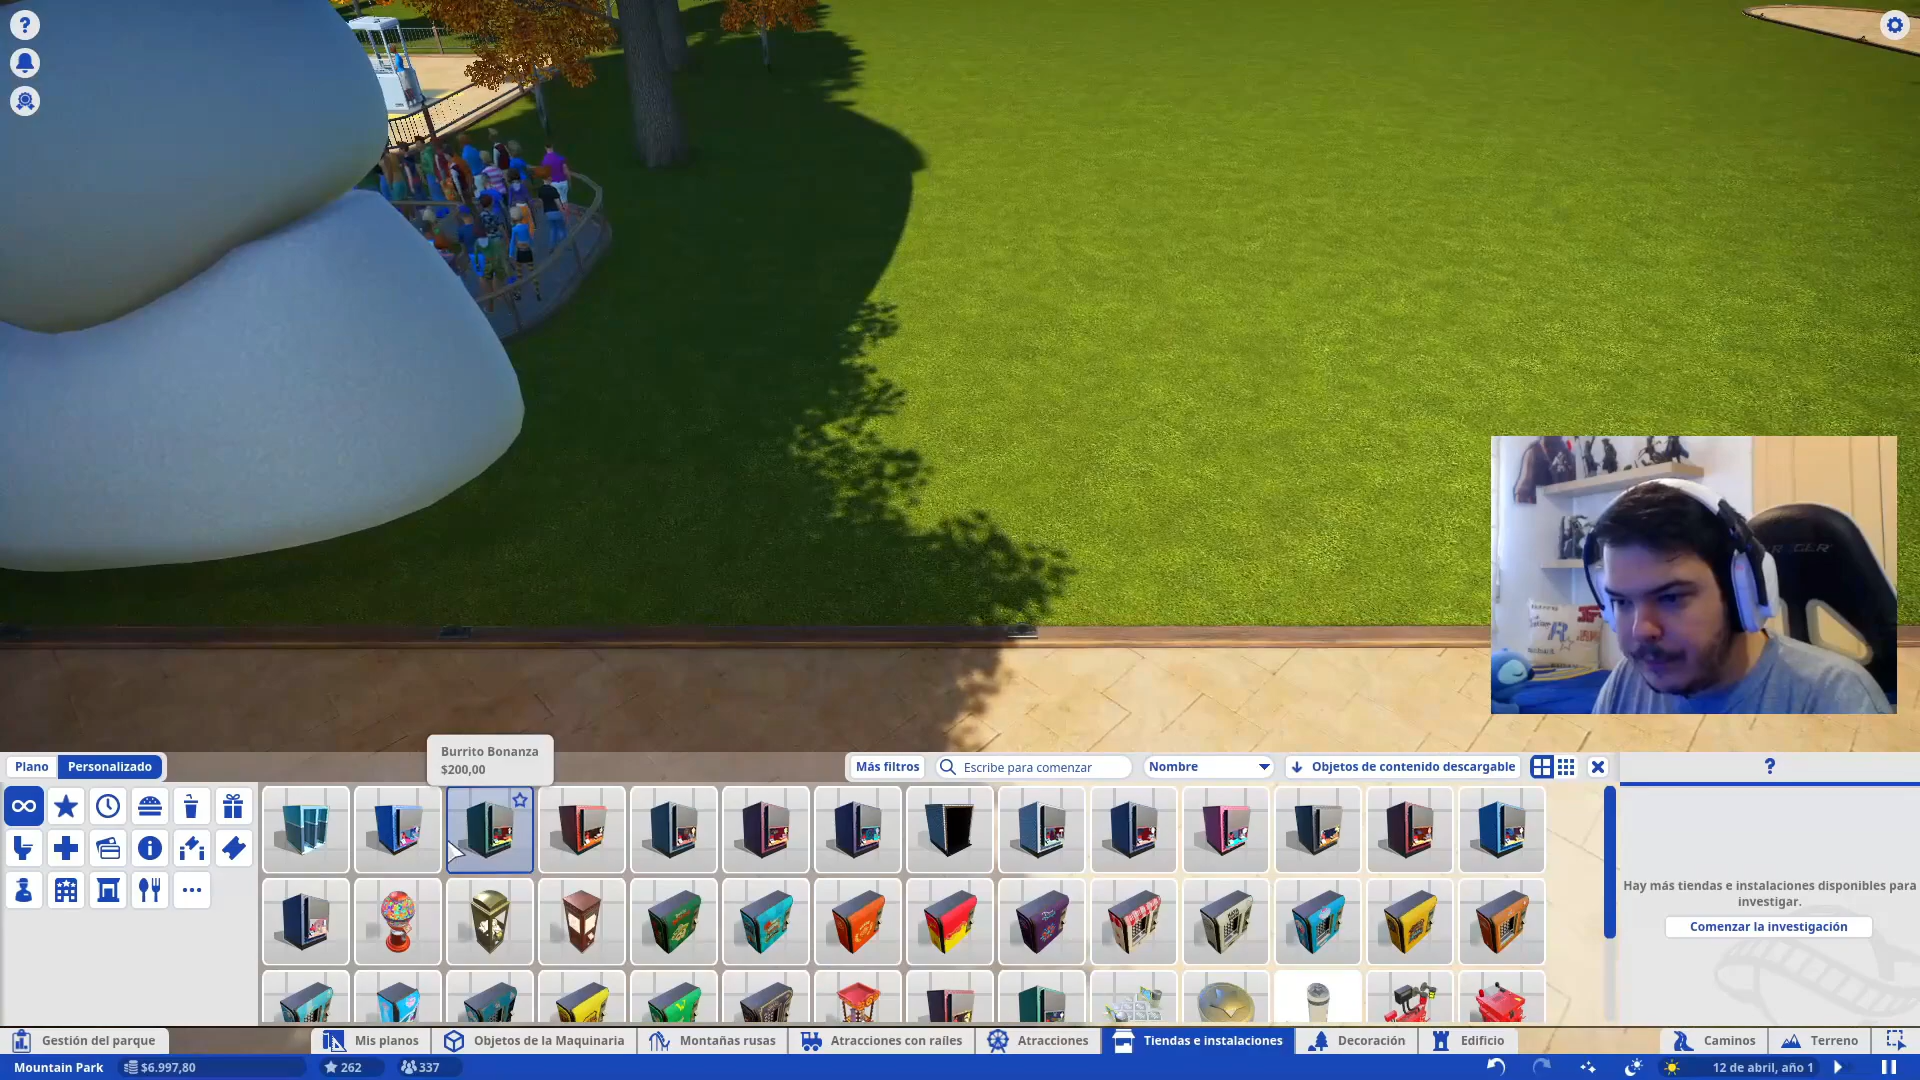 Burrito Bonanza
$200,00
Plano
Personalizado
Más filtros
Escribe para comenzar
Nombre
Objetos de contenido descargable
?
Hay más tiendas e instalaciones disponibles para
investigar.
Comenzar la investigación
Gestión del parque
Mis planos
Objetos de la Maquinaria
Montañas rusas
Atracciones con raíles
Atracciones
Tiendas e instalaciones
Decoración
Edificio
Caminos
Terreno
Mountain Park
$6.997,80
262
337
12 de abril, año 1